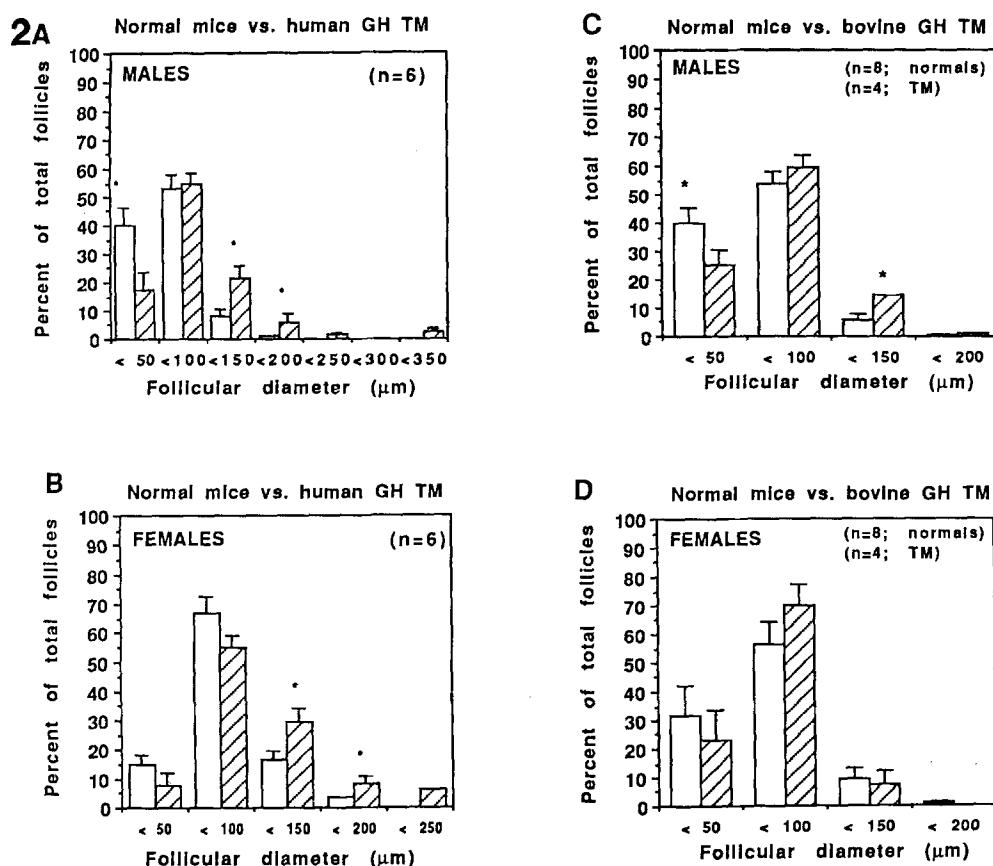 2A
Normal mice vs. human GH TM
MALES
(n=6)
100
90
80
70
60
50
40
30
20
10
0
Percent of total follicles
< 50 <100 <150 <200 <250 <300 <350
Follicular diameter (μm)
C
Normal mice vs. bovine GH TM
MALES
(n=8; normals)
(n=4; TM)
100
90
80
70
60
50
40
30
20
10
0
Percent of total follicles
* *
< 50 < 100 < 150 < 200
Follicular diameter (μm)
B
Normal mice vs. human GH TM
FEMALES
(n=6)
100
90
80
70
60
50
40
30
20
10
0
Percent of total follicles
*
< 50 < 100 < 150 < 200 < 250
Follicular diameter (μm)
D
Normal mice vs. bovine GH TM
FEMALES
(n=8; normals)
(n=4; TM)
100
90
80
70
60
50
40
30
20
10
0
Percent of total follicles
< 50 < 100 < 150 < 200
Follicular diameter (μm)